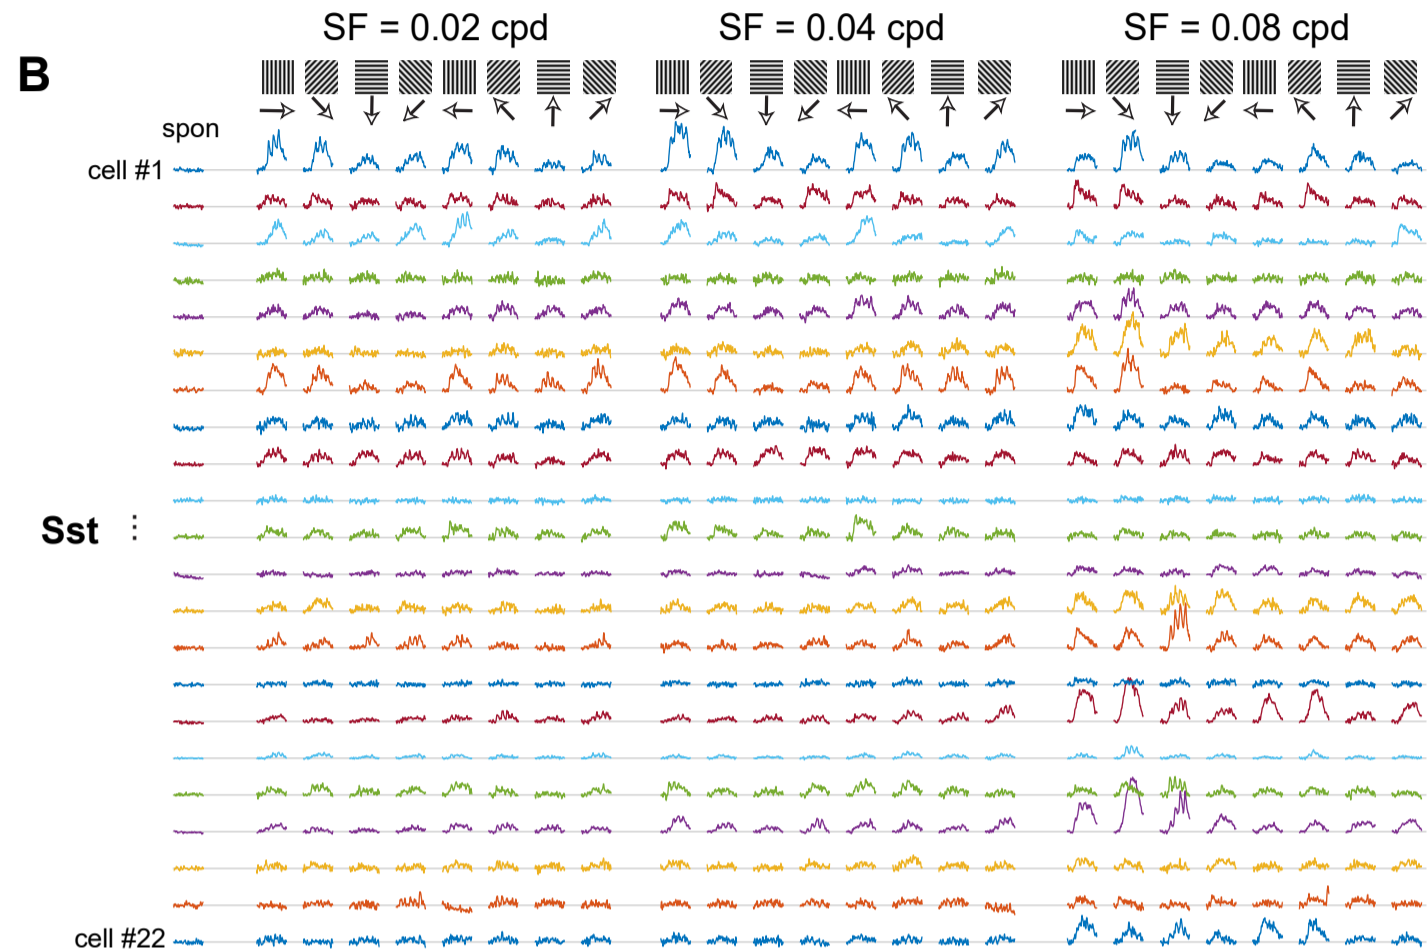 SF = 0.02 cpd SF = 0.04 cpd SF = 0.08 cpd
B
spon
cell #1
Sst ⋮
cell #22